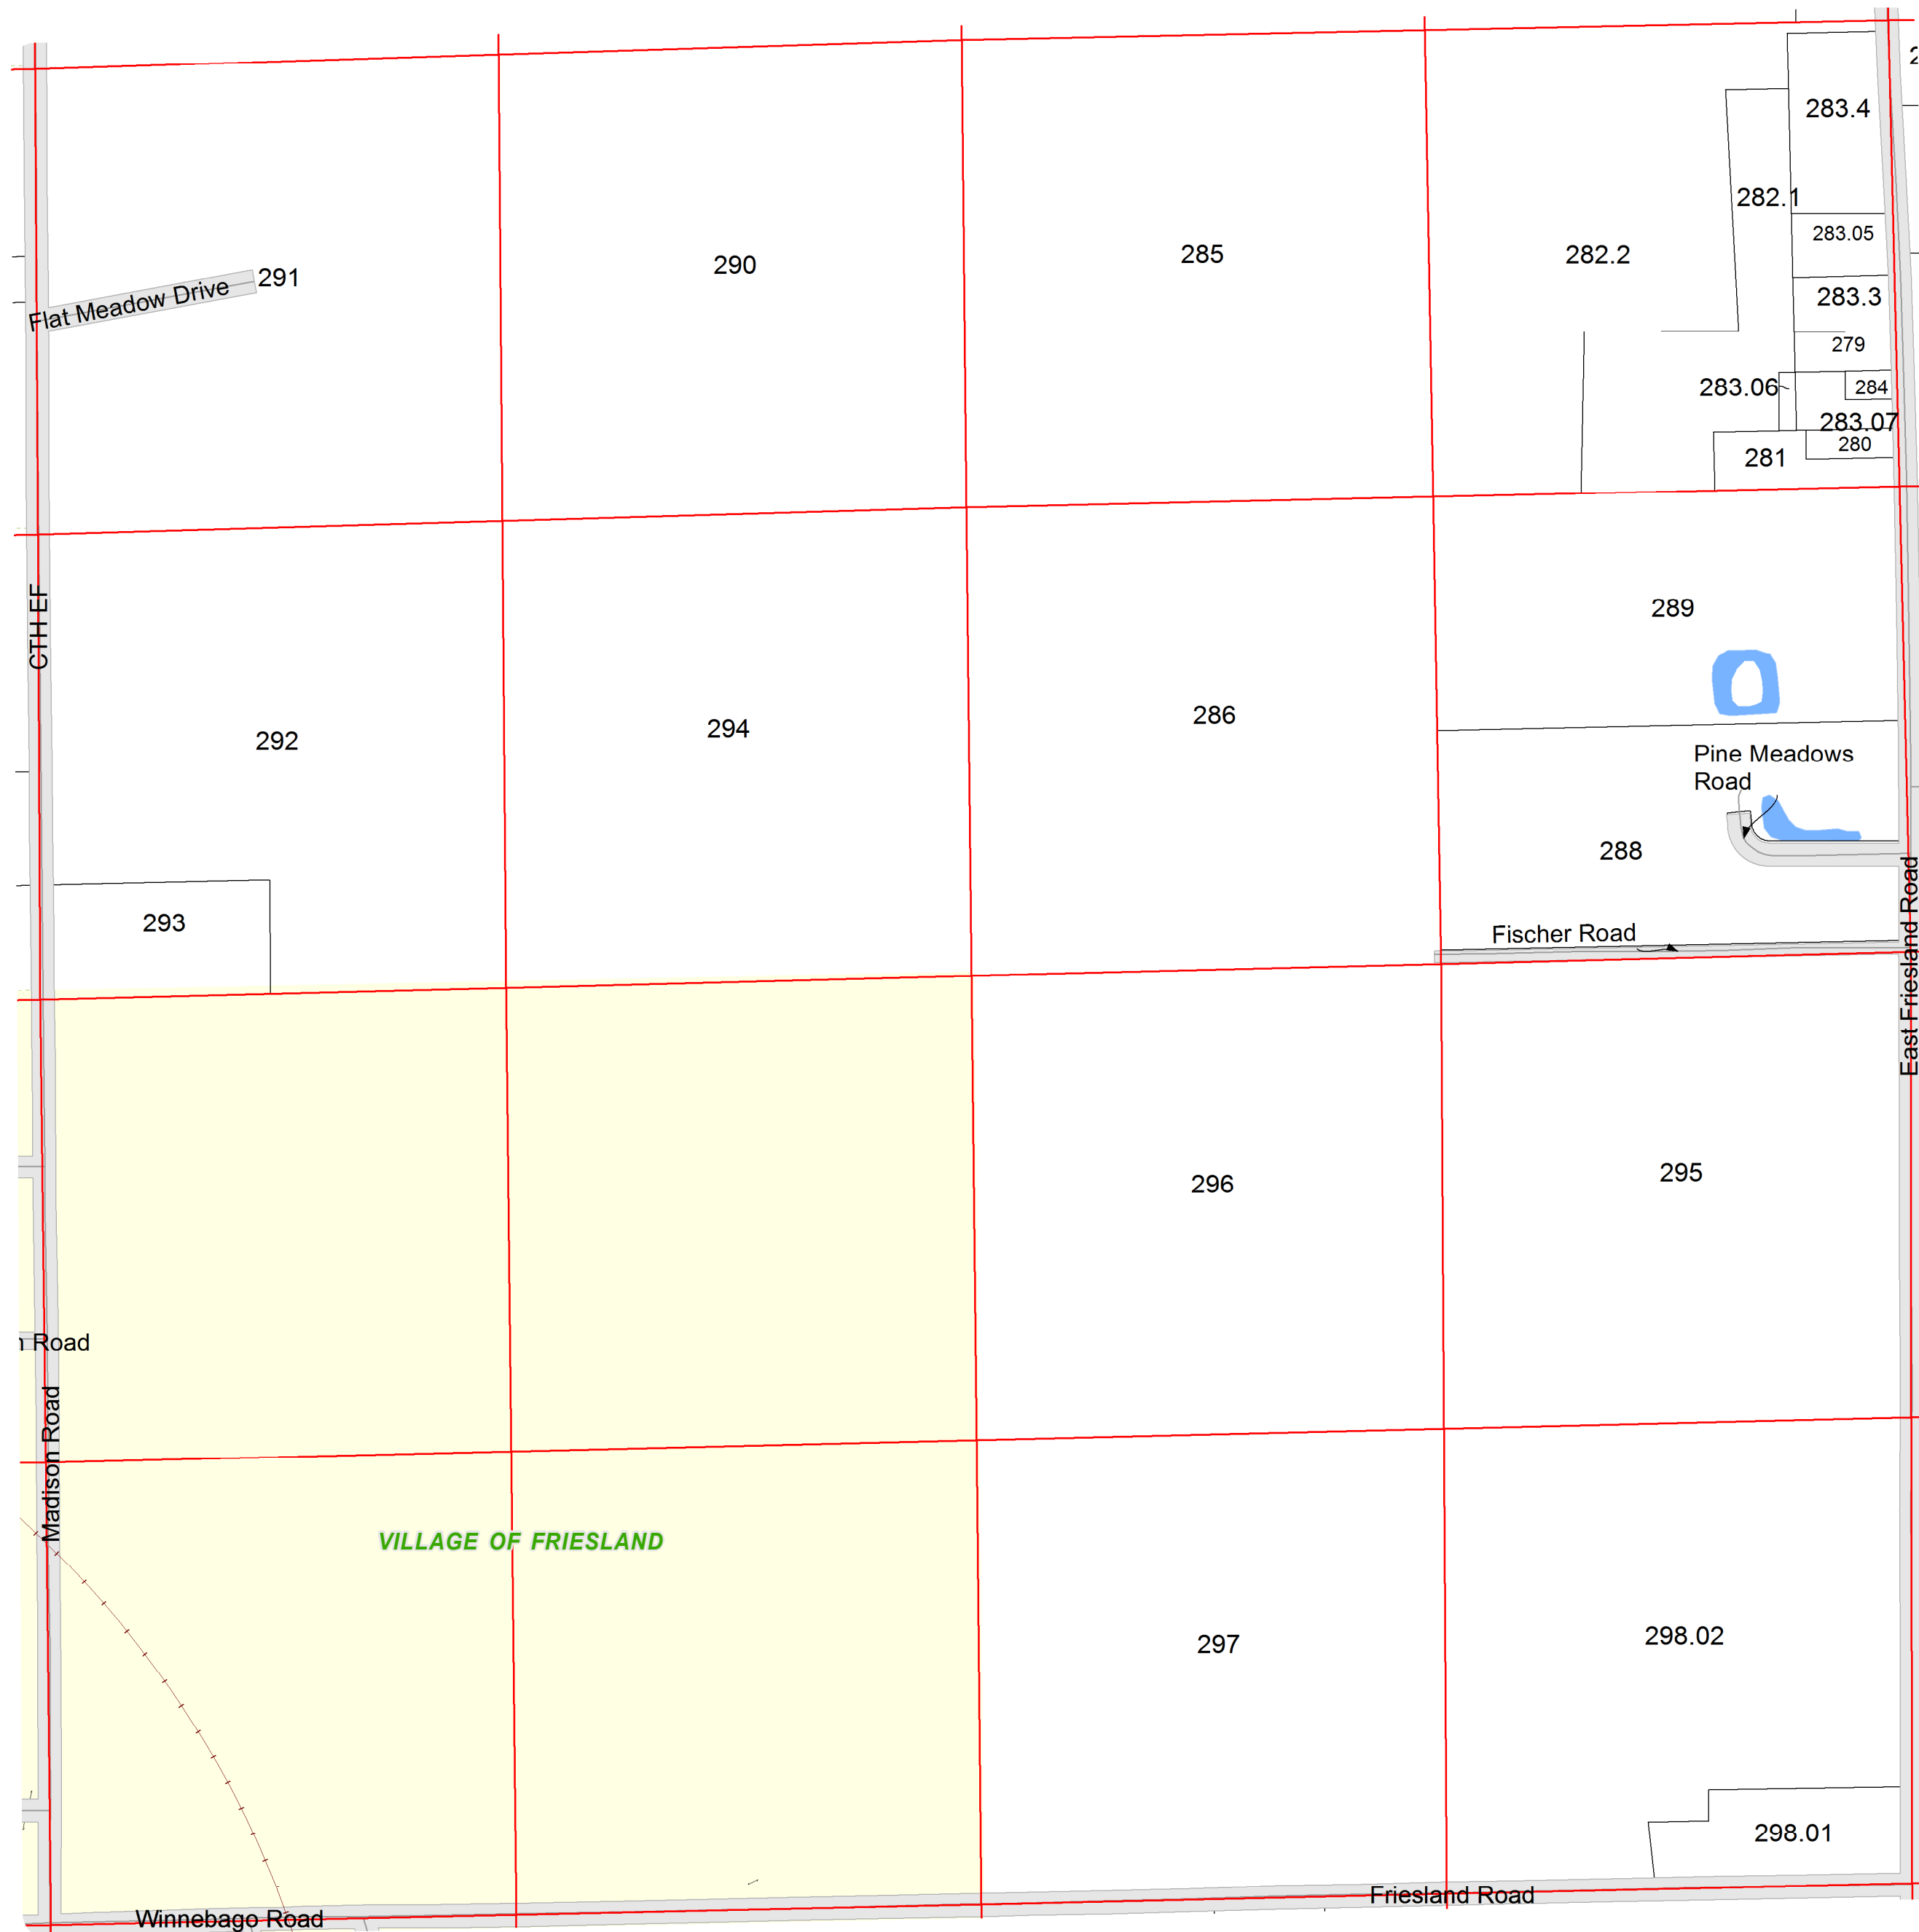 283.4
282.1
283.05
291
290
285
282.2
283.3
Flat Meadow Drive
279
283.06
284
283.07
280
281
CTH EF
289
292
294
286
Pine Meadows
Road
288
293
Fischer Road
East Friesland Road
296
295
Road
Madison Road
VILLAGE OF FRIESLAND
297
298.02
298.01
Friesland Road
Winnebago Road